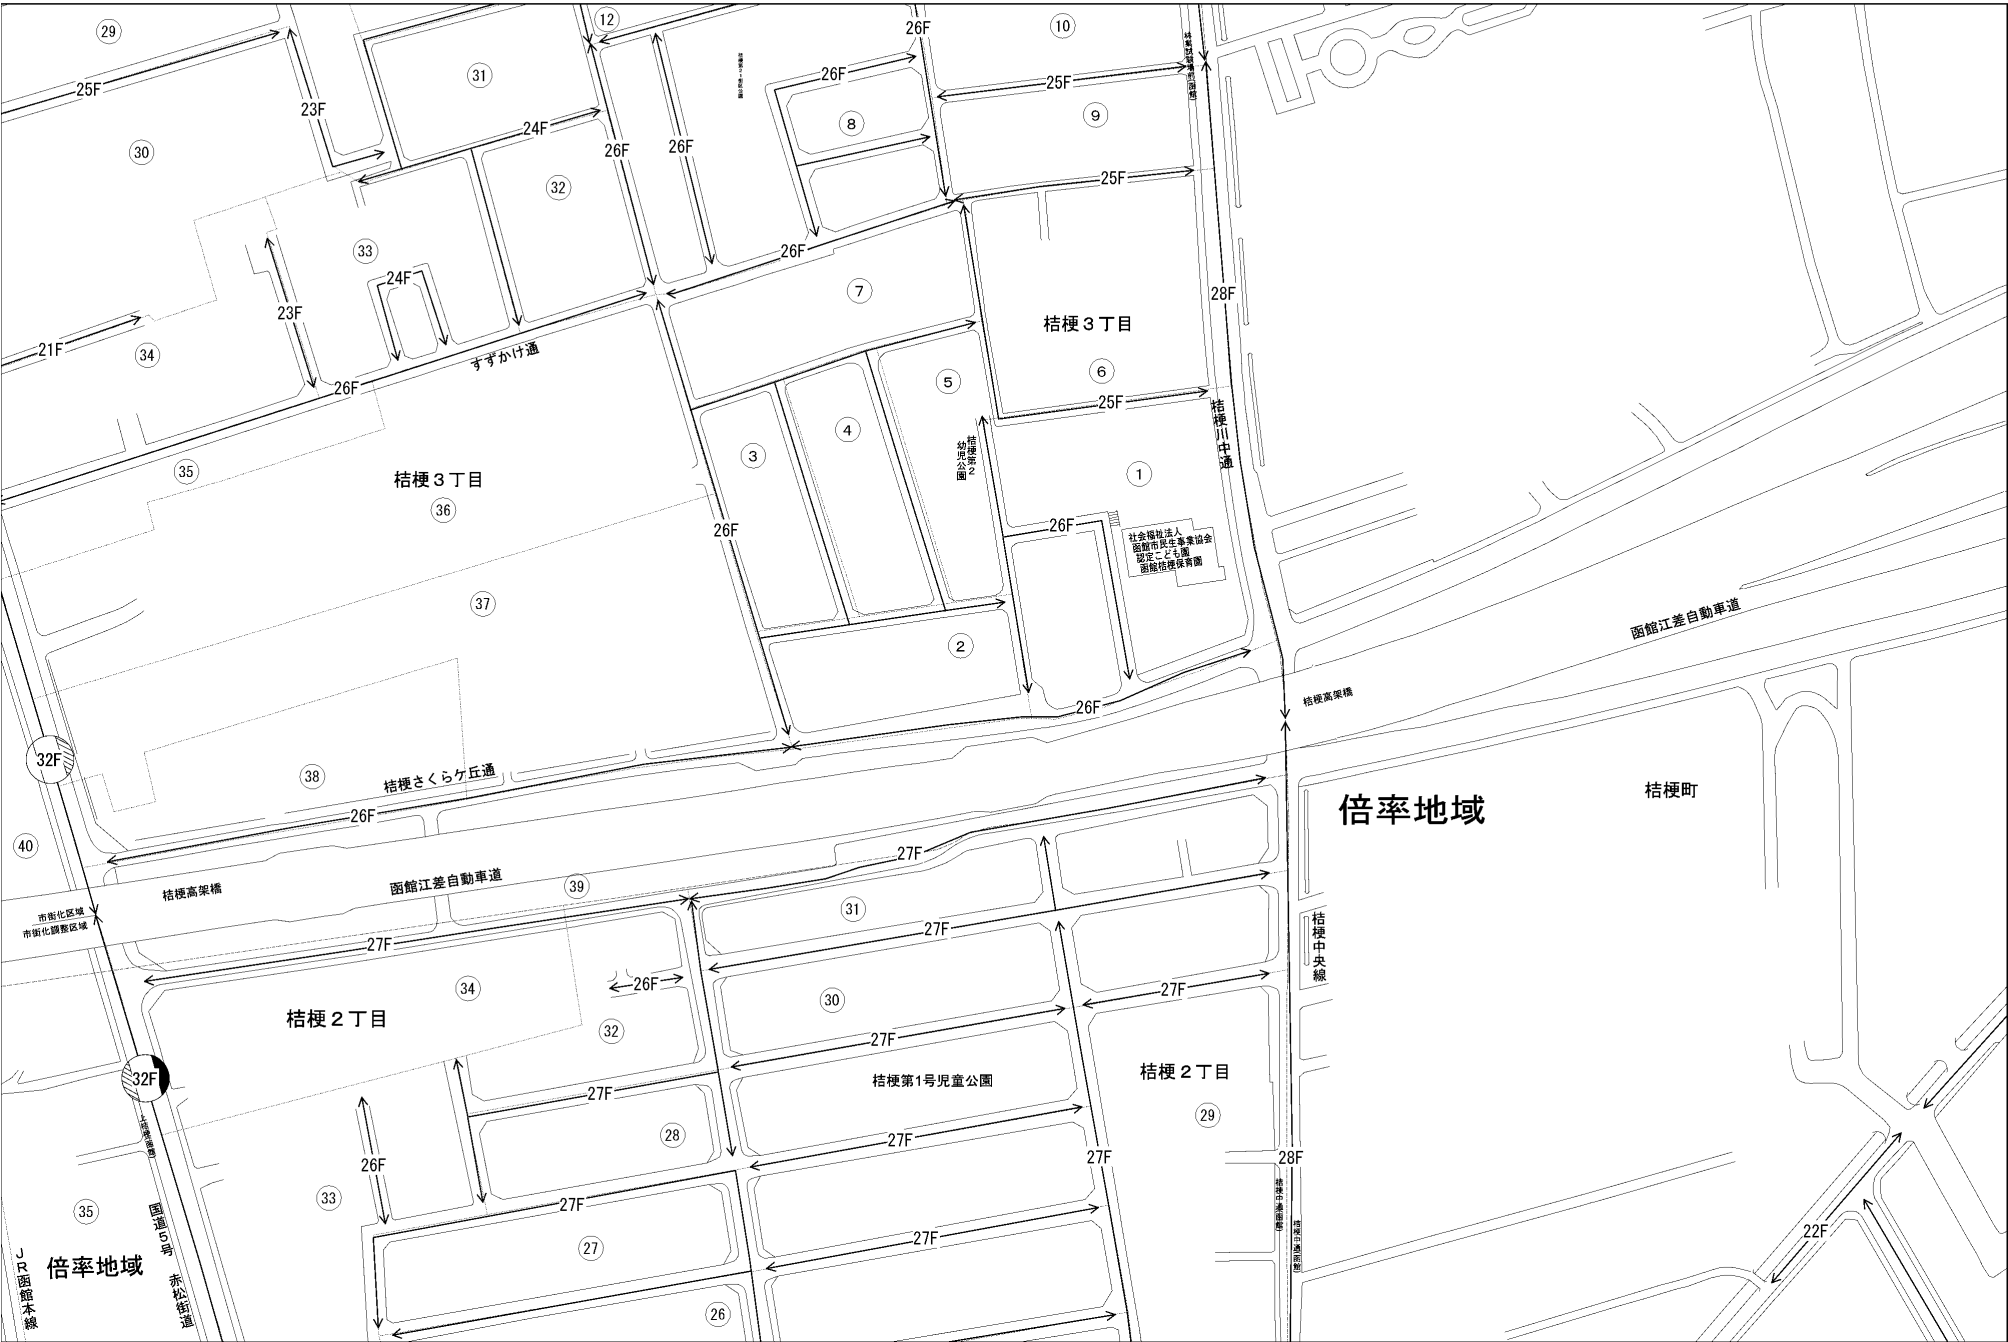 29
12
26F
10
31
25F
26F
25F
23F
8
9
24F
26F
26F
30
32
25F
33
26F
24F
7
28F
23F
桔梗3丁目
21F
34
すずかけ通
26F
5
6
25F
桔梗川中通
4
桔梗第2
幼児公園
3
35
桔梗3丁目
1
36
26F
26F
社会福祉法人
函館市民生事業協会
認定こども園
函館桔梗保育園
37
函館江差自動車道
2
桔梗高架橋
26F
32F
38
桔梗さくらケ丘通
倍率地域
桔梗町
26F
40
27F
函館江差自動車道
39
桔梗高架橋
31
市街化区域
市街化調整区域
27F
27F
桔梗中央線
34
26F
27F
30
桔梗2丁目
32
27F
32F
桔梗第1号児童公園
桔梗2丁目
27F
29
28
27F
26F
27F
28F
33
27F
35
国道5号 赤松街道
22F
27F
27
倍率地域
JR函館本線
26